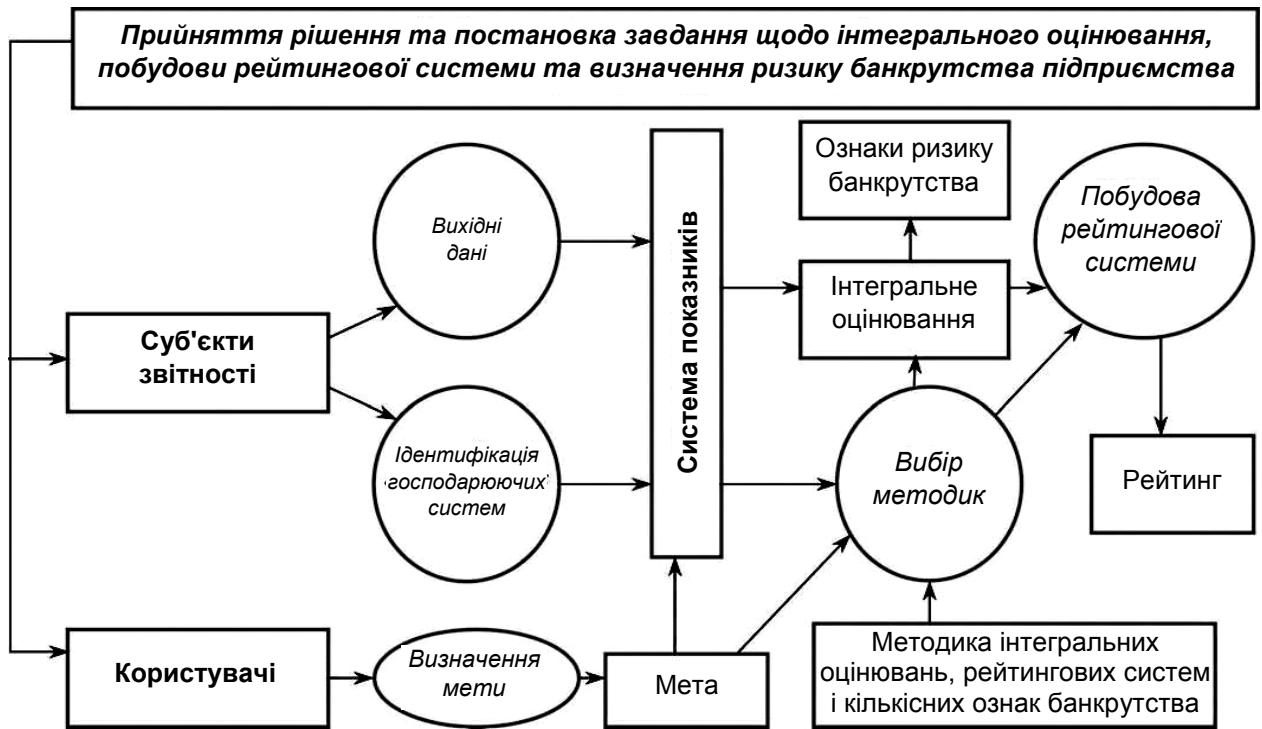 Прийняття рішення та постановка завдання щодо інтегрального оцінювання,
побудови рейтингової системи та визначення ризику банкрутства підприємства
Вихідні
дані
Суб'єкти
звітності
Ідентифікація
господарюючих
систем
Система показників
Ознаки ризику
банкрутства
Інтегральне
оцінювання
Побудова
рейтингової
системи
Вибір
методик
Рейтинг
Користувачі
Визначення
мети
Мета
Методика інтегральних
оцінювань, рейтингових систем
і кількісних ознак банкрутства